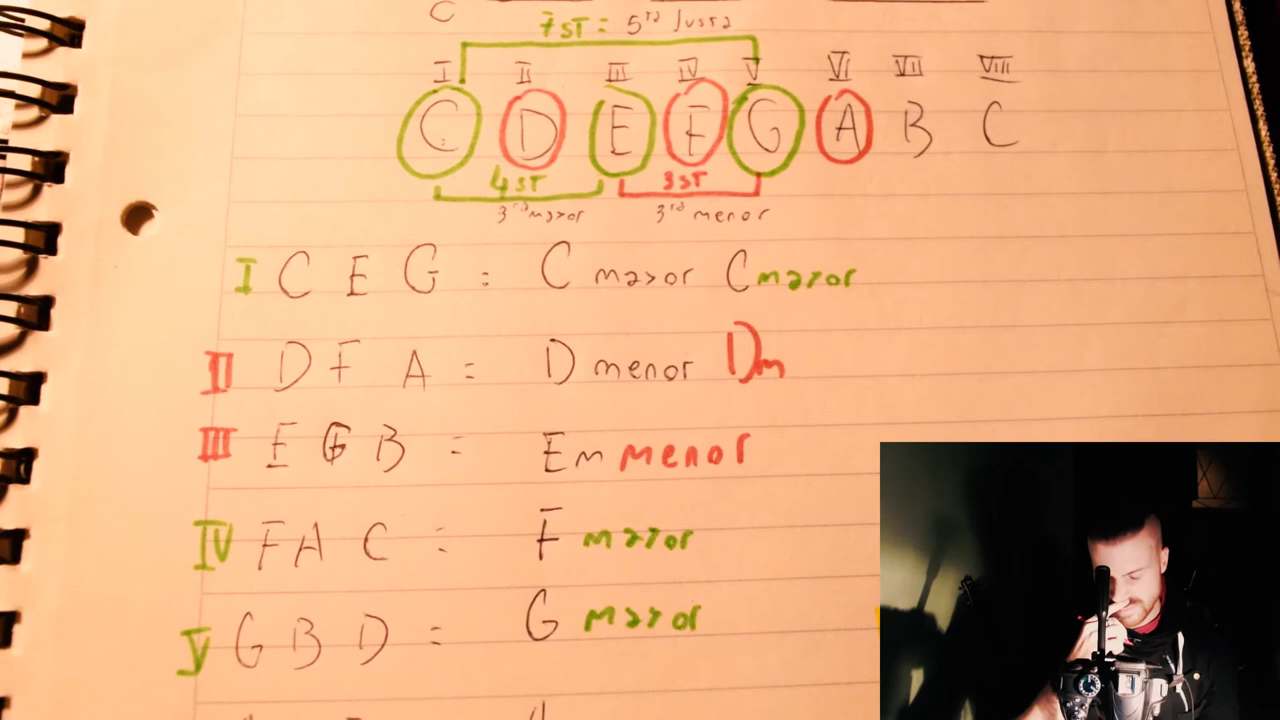 C
7ST = 5ta Justa
I II III IV V VI VII VIII
C D E F G A B C
4ST 3ST
3ra mayor 3ra menor
I C E G : C mayor Cmayor
II D F A = D menor Dm
III E G B = Em menor
IV F A C = F mayor
V G B D = G mayor